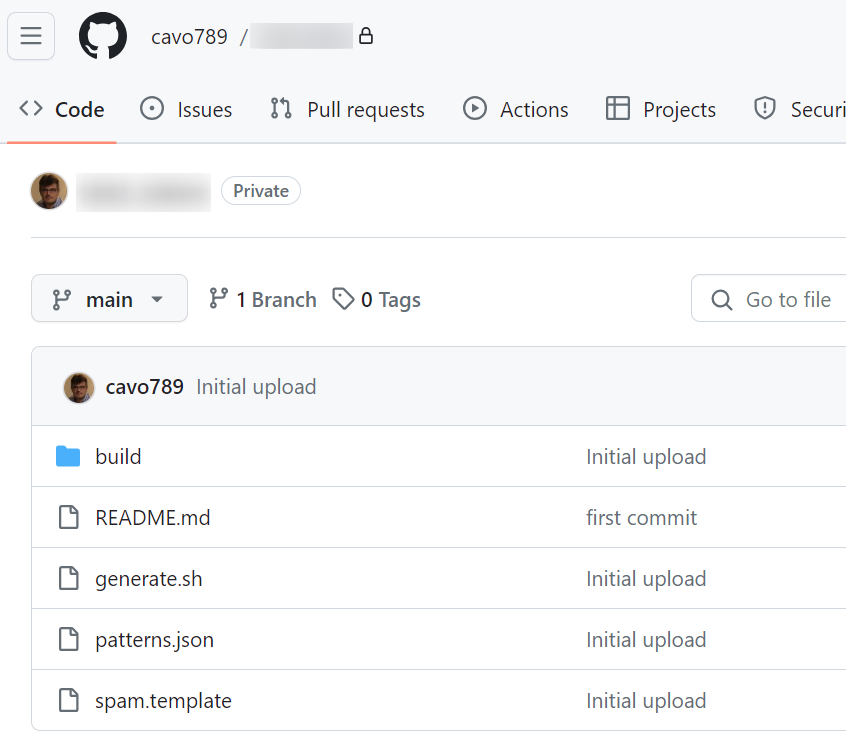 cavo789 /
Code Issues Pull requests Actions Projects Securi
Private
main 1 Branch 0 Tags Go to file
cavo789 Initial upload
build Initial upload
README.md first commit
generate.sh Initial upload
patterns.json Initial upload
spam.template Initial upload